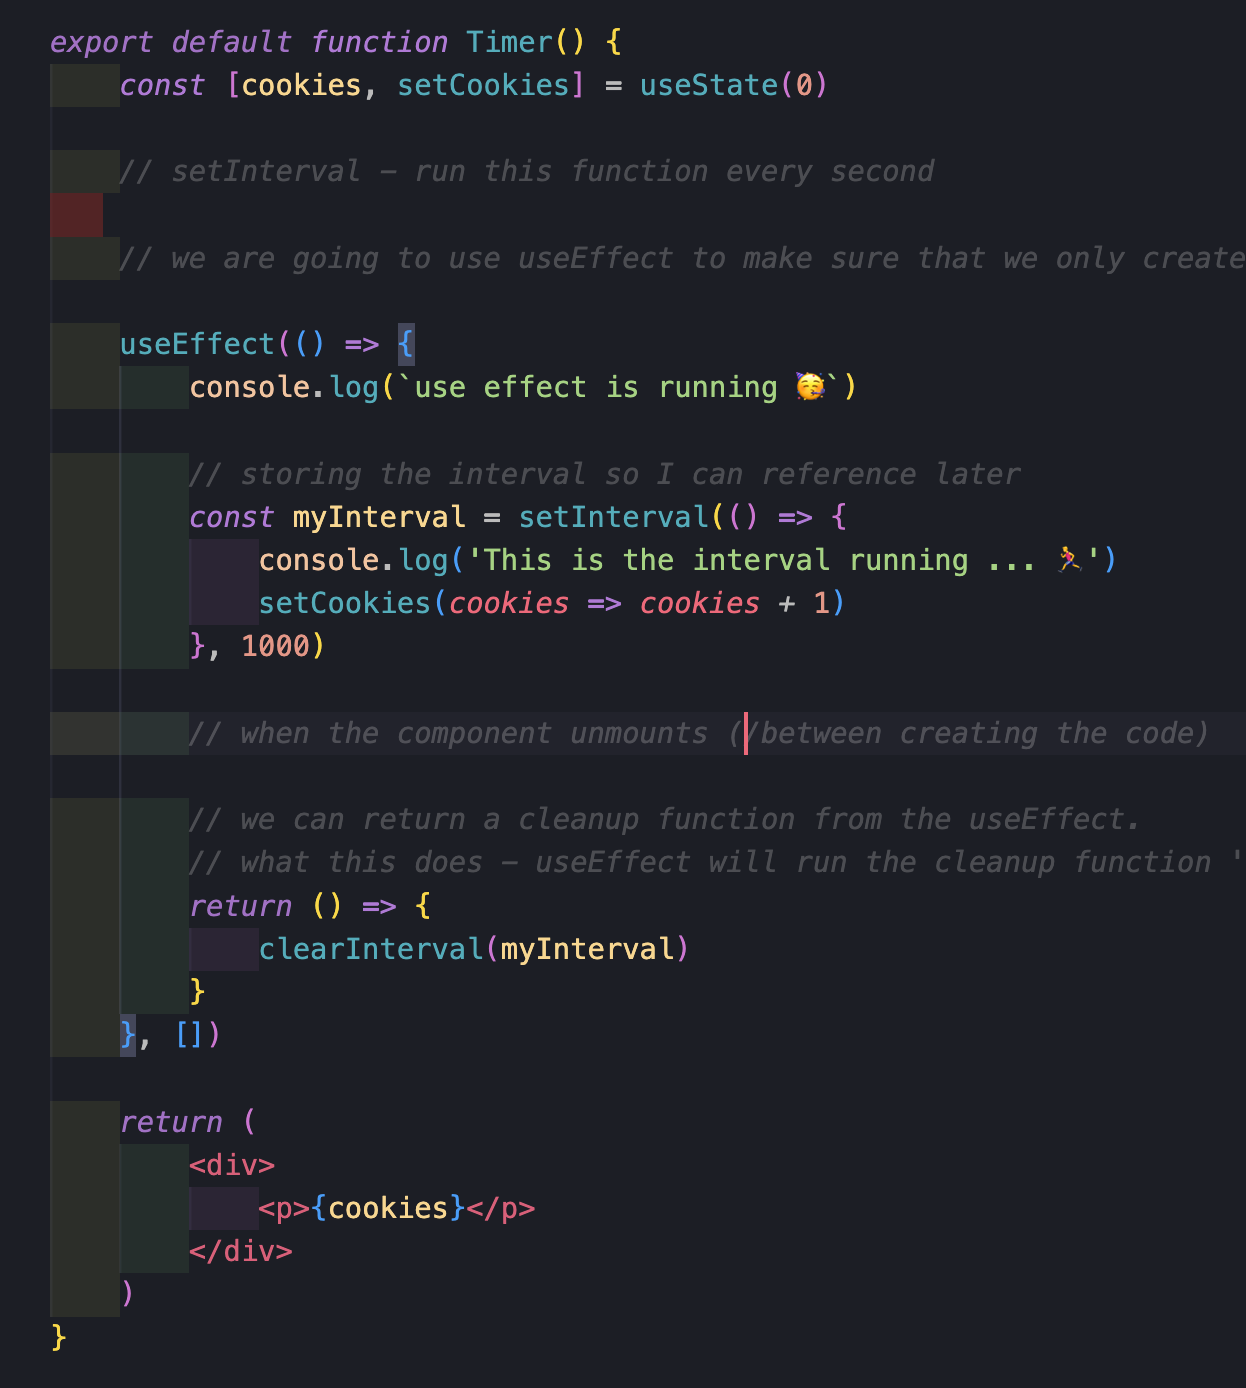 export default function Timer() {
const [cookies, setCookies] = useState(0)
// setInterval – run this function every second
// we are going to use useEffect to make sure that we only create
useEffect(() => {
console.log(`use effect is running 🥳`)
// storing the interval so I can reference later
const myInterval = setInterval(() => {
console.log('This is the interval running ... 🏃‍♀️')
setCookies(cookies => cookies + 1)
}, 1000)
// when the component unmounts (/between creating the code)
// we can return a cleanup function from the useEffect.
// what this does – useEffect will run the cleanup function '
return () => {
clearInterval(myInterval)
}
}, [])
return (
<div>
<p>{cookies}</p>
</div>
)
}